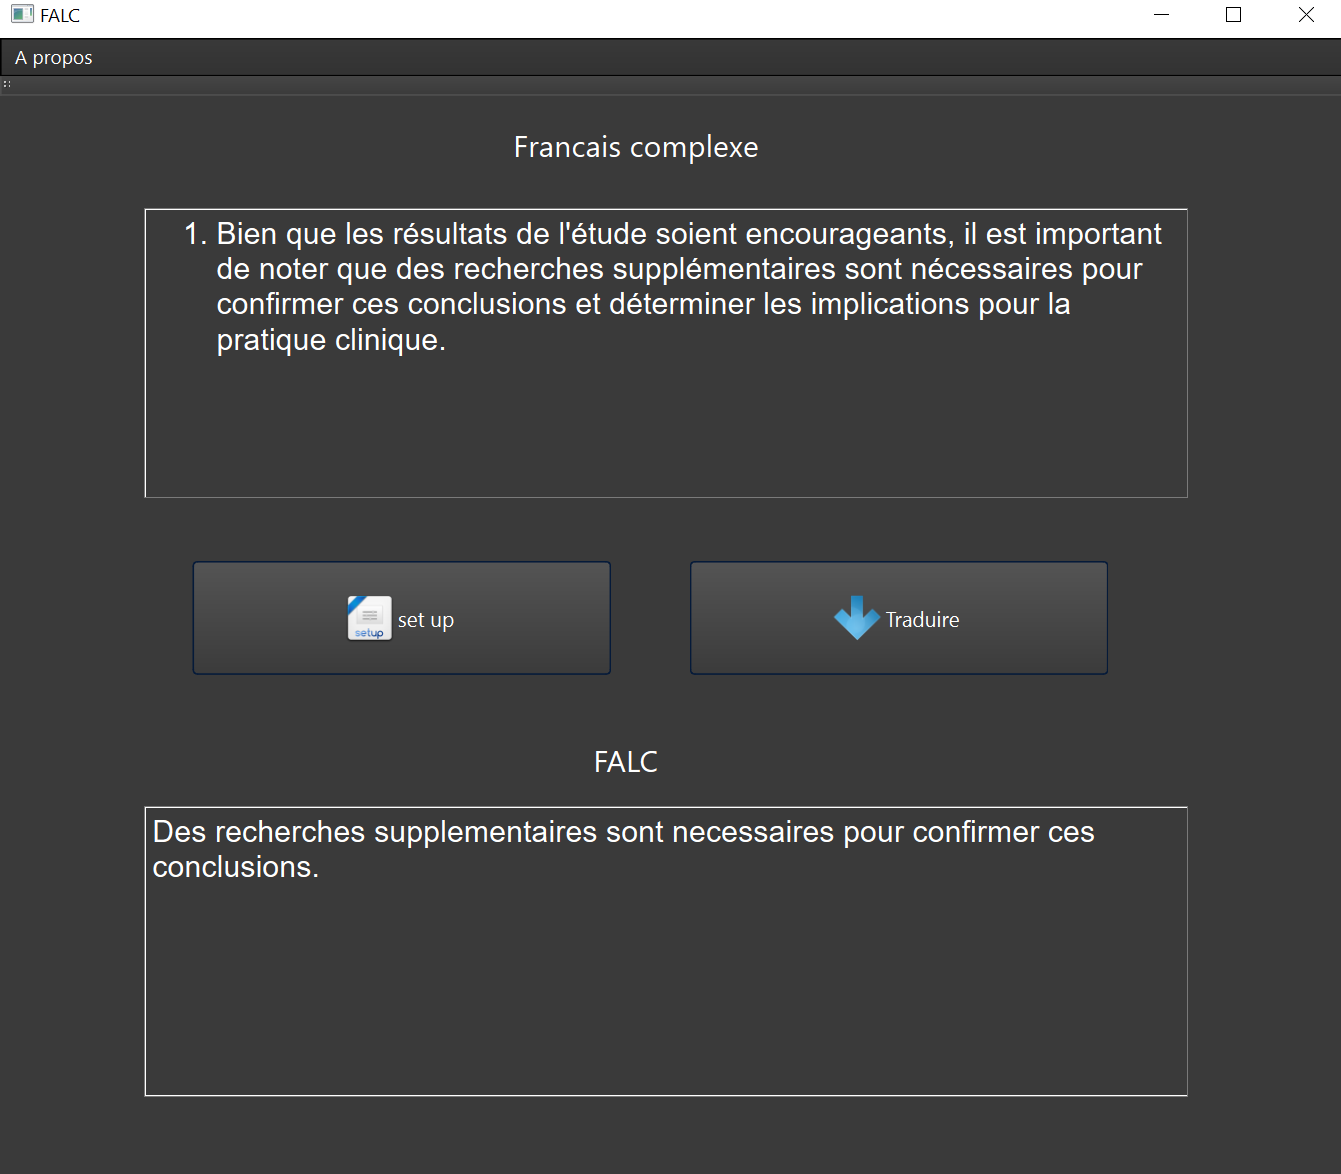 FALC
A propos
Francais complexe
1. Bien que les résultats de l'étude soient encourageants, il est important
de noter que des recherches supplémentaires sont nécessaires pour
confirmer ces conclusions et déterminer les implications pour la
pratique clinique.
setup
set up
Traduire
FALC
Des recherches supplementaires sont necessaires pour confirmer ces
conclusions.